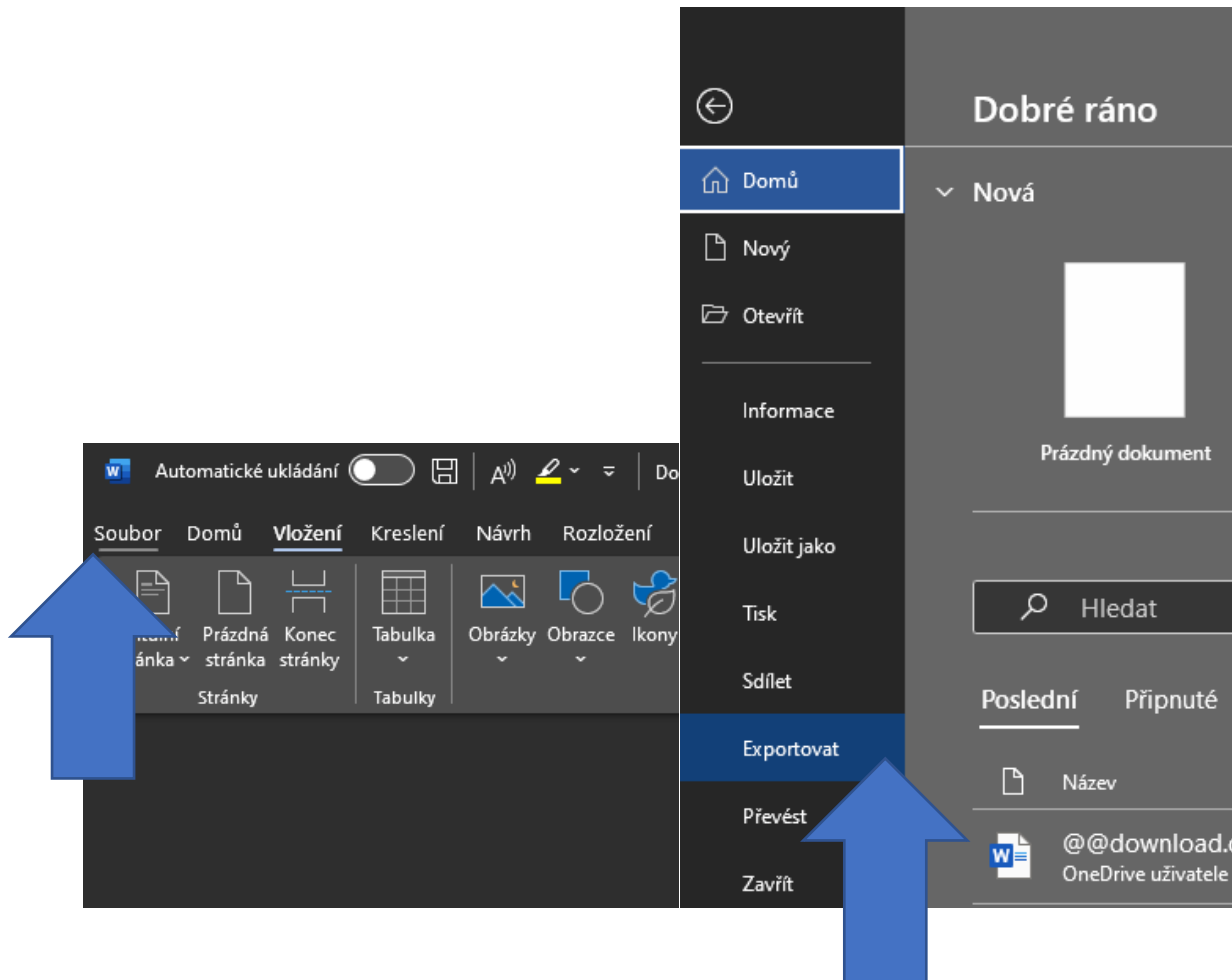 Automatické ukládání
Do
Soubor Domů Vložení Kreslení Návrh Rozložení
Prázdná Konec Tabulka Obrázky Obrazce Ikony
ánka stránka stránky
Stránky Tabulky
Dobré ráno
Domů
Nová
Nový
Otevřít
Prázdný dokument
Informace
Uložit
Uložit jako
Hledat
Tisk
Sdílet
Poslední Připnuté
Exportovat
Název
Převést
@@download.
OneDrive uživatele
Zavřít